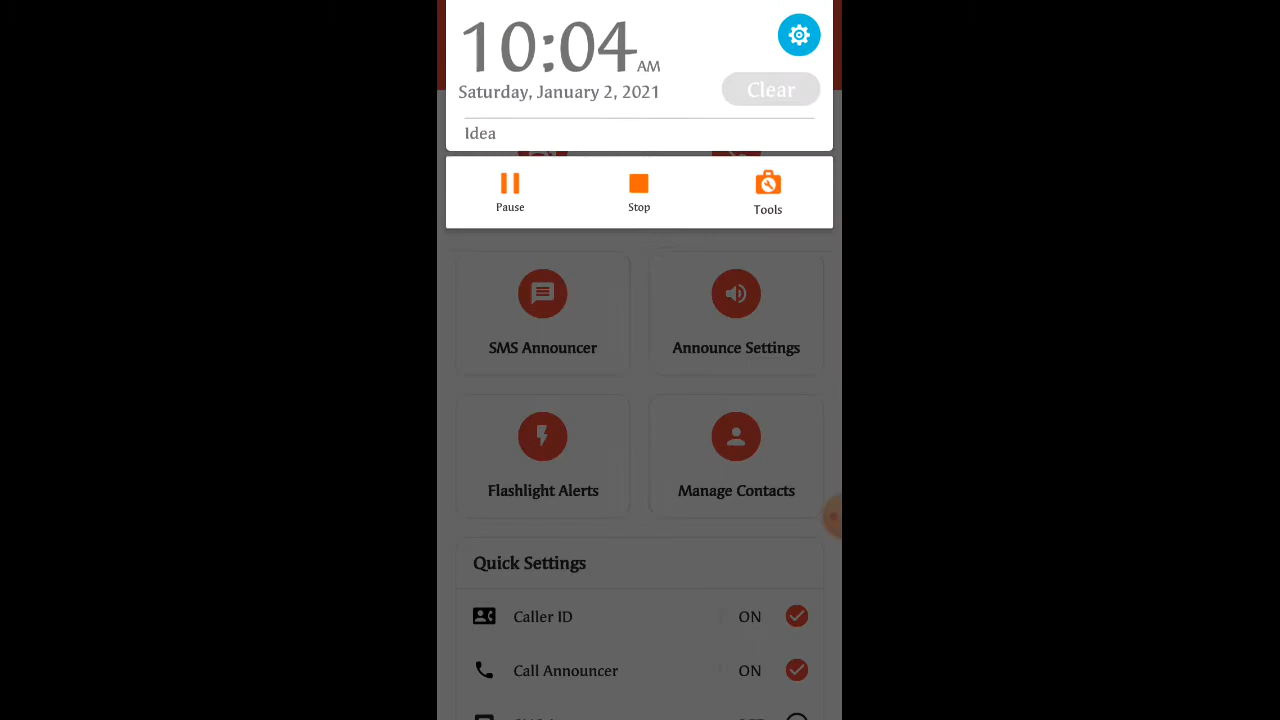 10:04 AM
Saturday, January 2, 2021
Clear
Idea
Pause Stop Tools
SMS Announcer Announce Settings
Flashlight Alerts Manage Contacts
Quick Settings
Caller ID ON
Call Announcer ON